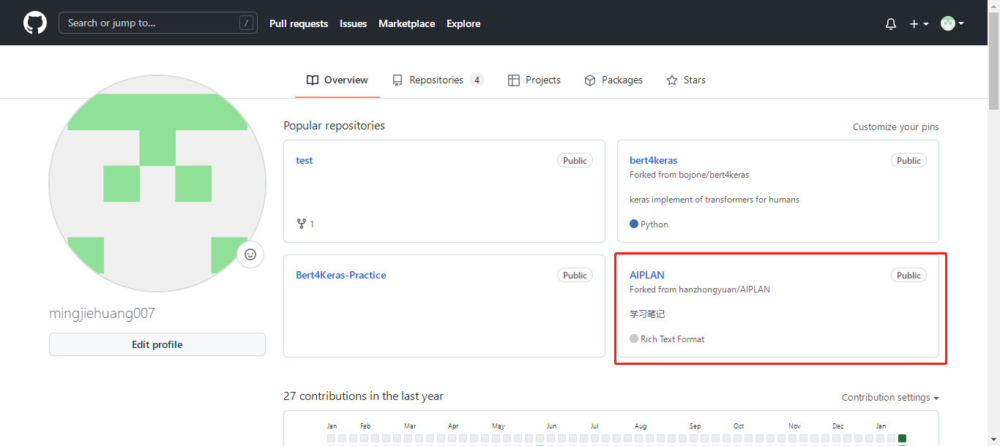 Search or jump to... / Pull requests Issues Marketplace Explore
Overview Repositories 4 Projects Packages Stars
Popular repositories Customize your pins
test Public
1
bert4keras Public
Forked from bojone/bert4keras
keras implement of transformers for humans
Python
Bert4Keras-Practice Public
AIPLAN Public
Forked from hanzhongyuan/AIPLAN
学习笔记
Rich Text Format
mingjiehuang007
Edit profile
27 contributions in the last year Contribution settings
Jan Feb Mar Apr May Jun Jul Aug Sep Oct Nov Dec Jan